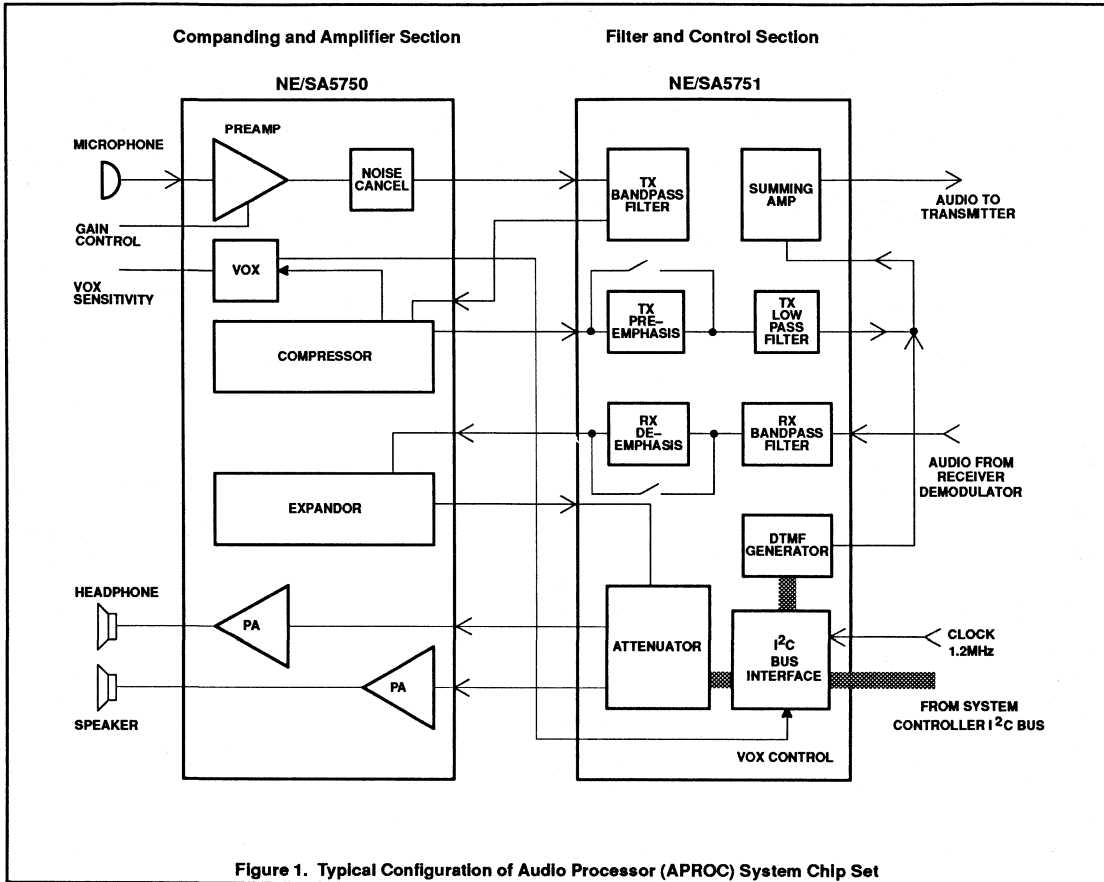 Companding and Amplifier Section
Filter and Control Section
NE/SA5750
NE/SA5751
PREAMP
MICROPHONE
NOISE
CANCEL
TX
BANDPASS
FILTER
SUMMING
AMP
AUDIO TO
TRANSMITTER
GAIN
CONTROL
VOX
VOX
SENSITIVITY
TX
PRE–
EMPHASIS
TX
LOW
PASS
FILTER
COMPRESSOR
RX
DE–
EMPHASIS
RX
BANDPASS
FILTER
AUDIO FROM
RECEIVER
DEMODULATOR
EXPANDOR
DTMF
GENERATOR
HEADPHONE
PA
ATTENUATOR
I²C
BUS
INTERFACE
CLOCK
1.2MHz
PA
SPEAKER
FROM SYSTEM
CONTROLLER I²C BUS
VOX CONTROL
Figure 1. Typical Configuration of Audio Processor (APROC) System Chip Set